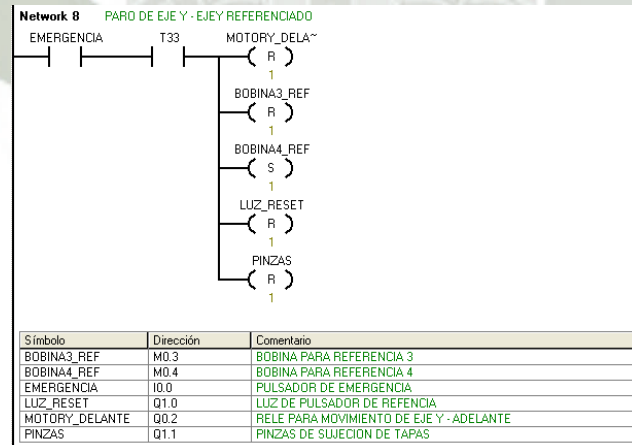 Network 8 PARO DE EJE Y - EJEY REFERENCIADO
EMERGENCIA T33 MOTORY_DELA~
R
1
BOBINA3_REF
R
1
BOBINA4_REF
S
1
LUZ_RESET
R
1
PINZAS
R
1
Símbolo Dirección Comentario
BOBINA3_REF M0.3 BOBINA PARA REFERENCIA 3
BOBINA4_REF M0.4 BOBINA PARA REFERENCIA 4
EMERGENCIA I0.0 PULSADOR DE EMERGENCIA
LUZ_RESET Q1.0 LUZ DE PULSADOR DE REFENCIA
MOTORY_DELANTE Q0.2 RELE PARA MOVIMIENTO DE EJE Y - ADELANTE
PINZAS Q1.1 PINZAS DE SUJECION DE TAPAS